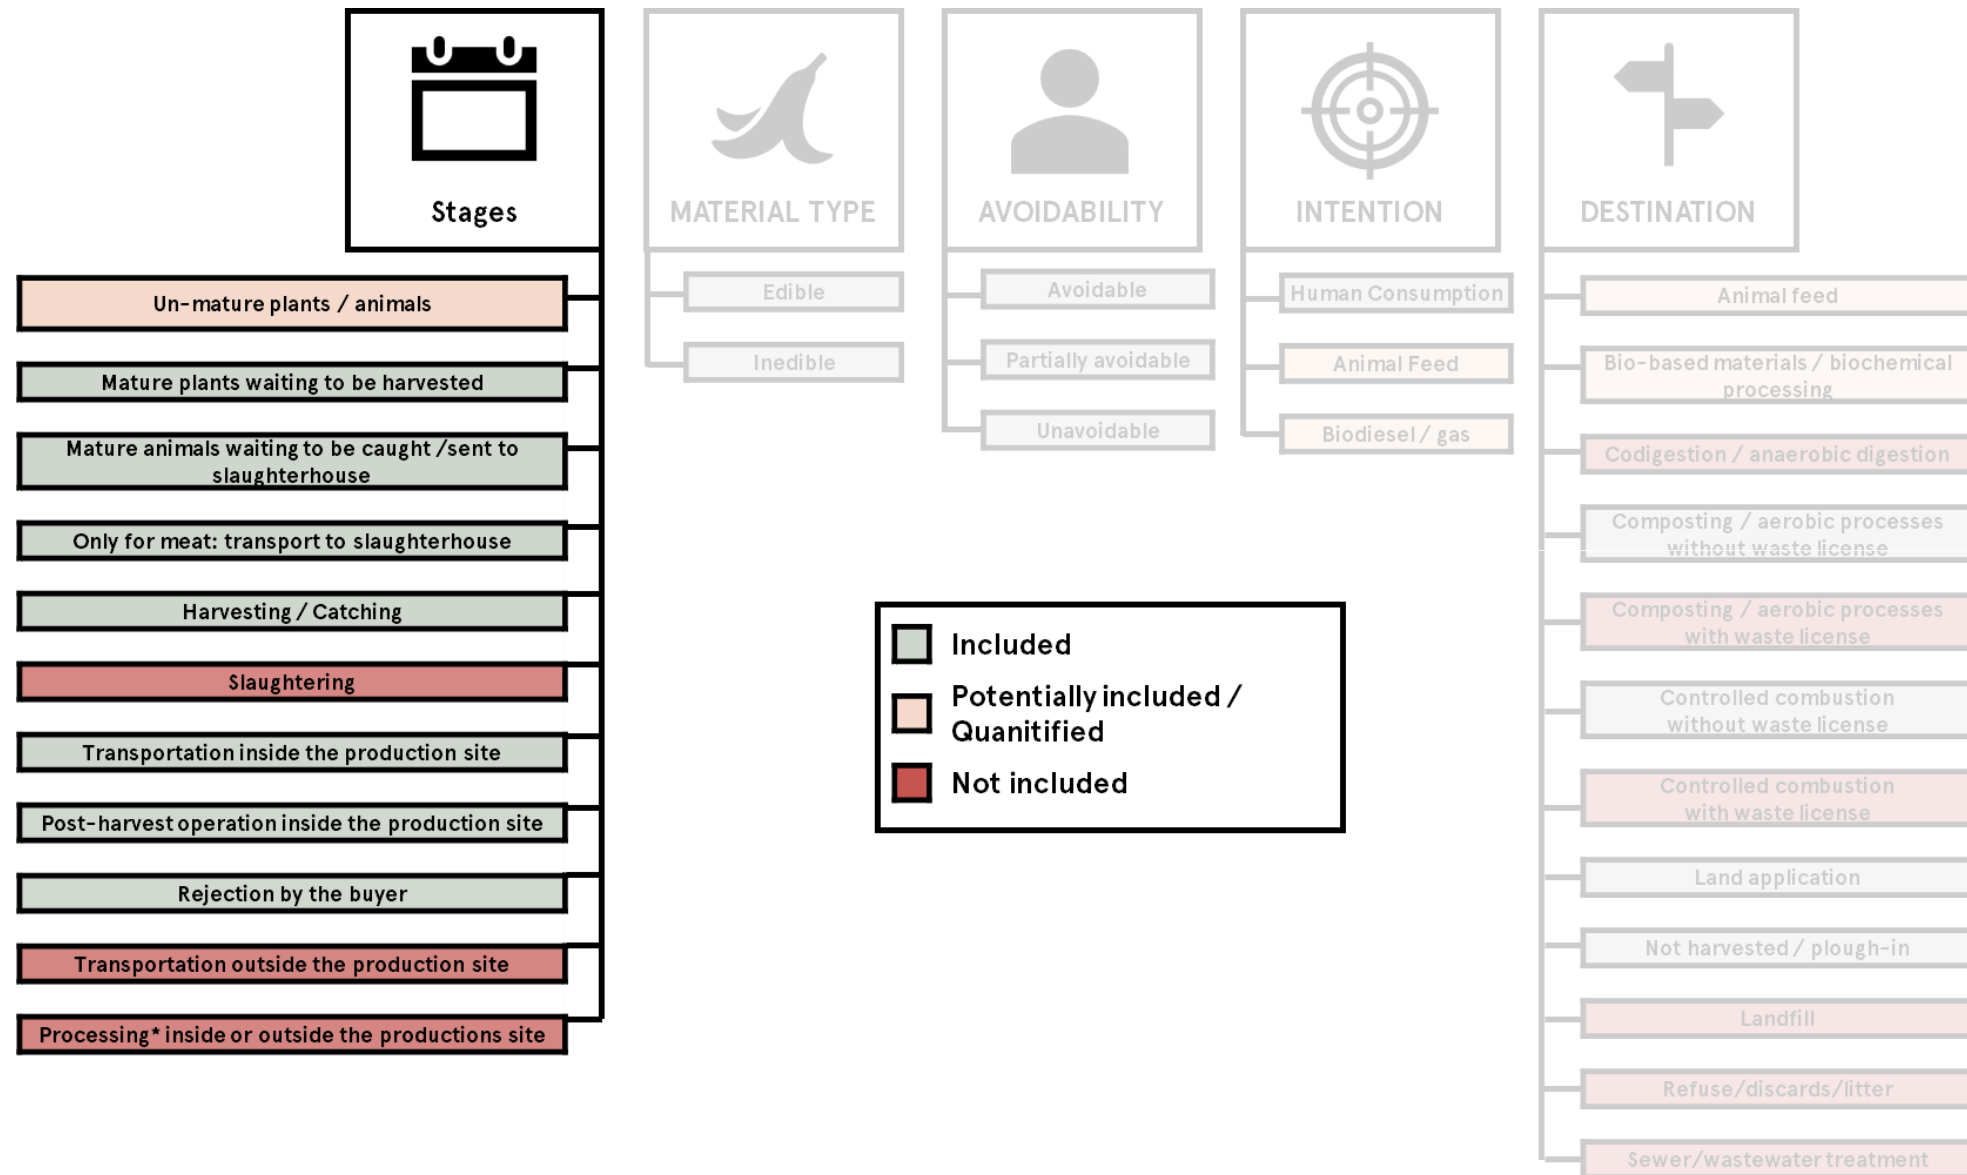 Stages
Un-mature plants / animals
Mature plants waiting to be harvested
Mature animals waiting to be caught /sent to
slaughterhouse
Only for meat: transport to slaughterhouse
Harvesting / Catching
Slaughtering
Transportation inside the production site
Post-harvest operation inside the production site
Rejection by the buyer
Transportation outside the production site
Processing* inside or outside the productions site
MATERIAL TYPE
Edible
Inedible
AVOIDABILITY
Avoidable
Partially avoidable
Unavoidable
INTENTION
Human Consumption
Animal Feed
Biodiesel / gas
DESTINATION
Animal feed
Bio-based materials / biochemical
processing
Codigestion / anaerobic digestion
Composting / aerobic processes
without waste license
Composting / aerobic processes
with waste license
Controlled combustion
without waste license
Controlled combustion
with waste license
Land application
Not harvested / plough-in
Landfill
Refuse/discards/litter
Sewer/wastewater treatment
Included
Potentially included /
Quanitified
Not included